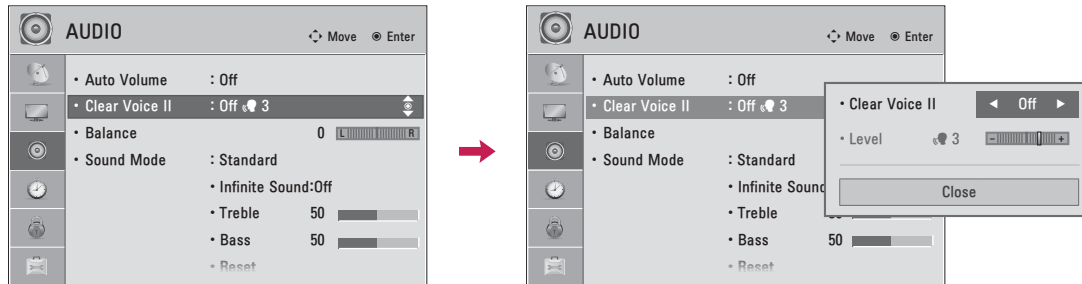 AUDIO Move Enter
• Auto Volume : Off
• Clear Voice II : Off 3
• Balance 0 L R
• Sound Mode : Standard
• Infinite Sound:Off
• Treble 50
• Bass 50
• Reset
AUDIO Move Enter
• Auto Volume : Off
• Clear Voice II : Off 3
• Balance
• Sound Mode : Standard
• Infinite Sound
• Treble
• Bass 50
• Reset
• Clear Voice II ◄ Off ►
• Level 3 - +
Close